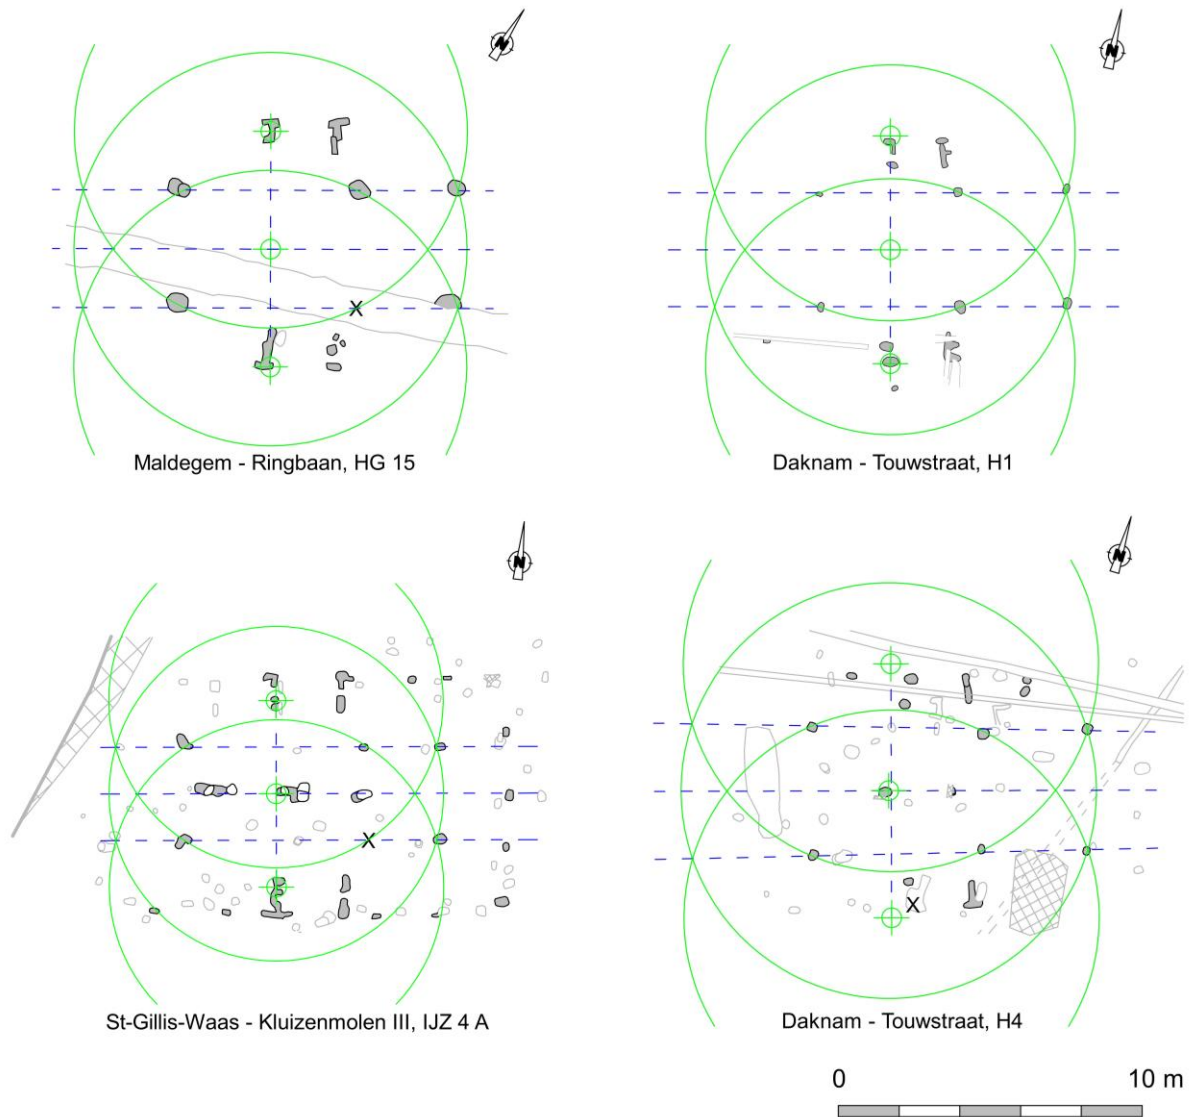 N
N
Maldegem - Ringbaan, HG 15
Daknam - Touwstraat, H1
X
N
N
X
X
St-Gillis-Waas - Kluizenmolen III, IJZ 4 A
Daknam - Touwstraat, H4
0
10 m